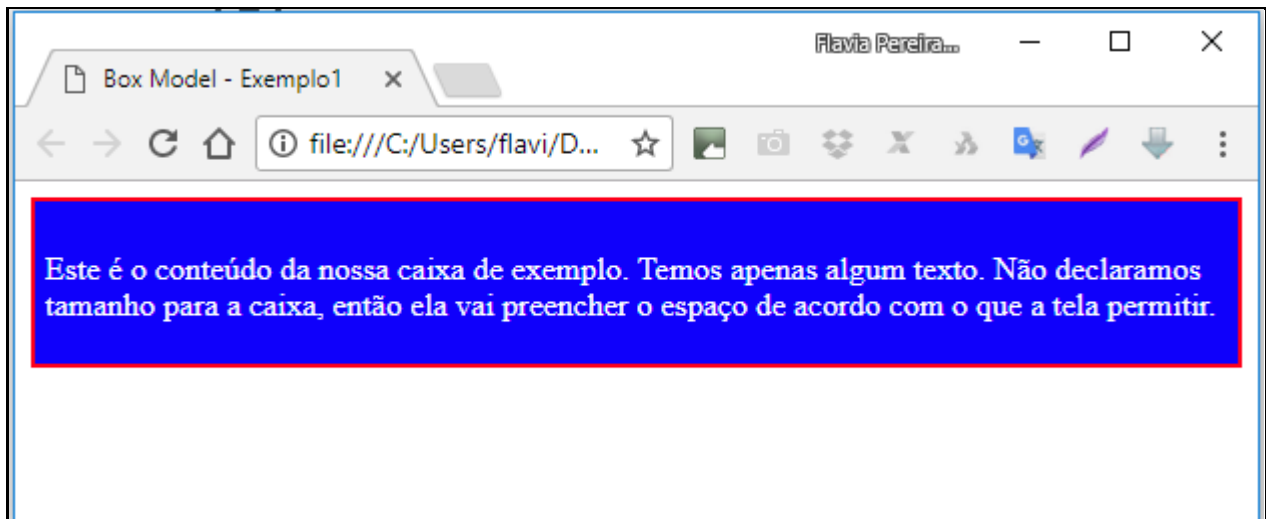 Flavia Pereira...
Box Model - Exemplo1
file:///C:/Users/flavi/D...
Este é o conteúdo da nossa caixa de exemplo. Temos apenas algum texto. Não declaramos
tamanho para a caixa, então ela vai preencher o espaço de acordo com o que a tela permitir.